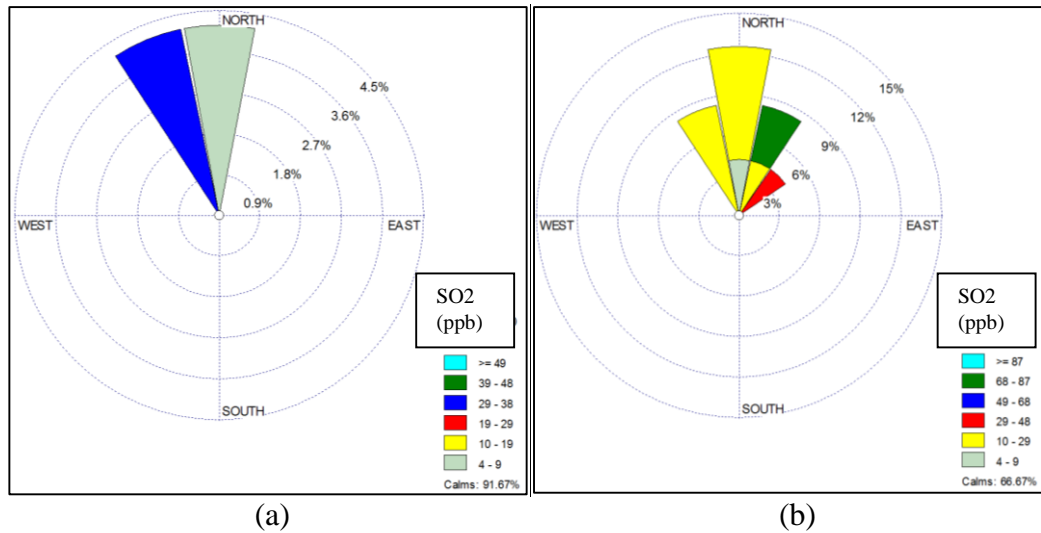 NORTH
4.5%
3.6%
2.7%
1.8%
0.9%
WEST
EAST
SOUTH
SO2
(ppb)
>= 49
39 - 48
29 - 38
19 - 29
10 - 19
4 - 9
Calms: 91.67%
(a)
NORTH
15%
12%
9%
6%
3%
WEST
EAST
SOUTH
SO2
(ppb)
>= 87
68 - 87
49 - 68
29 - 48
10 - 29
4 - 9
Calms: 66.67%
(b)